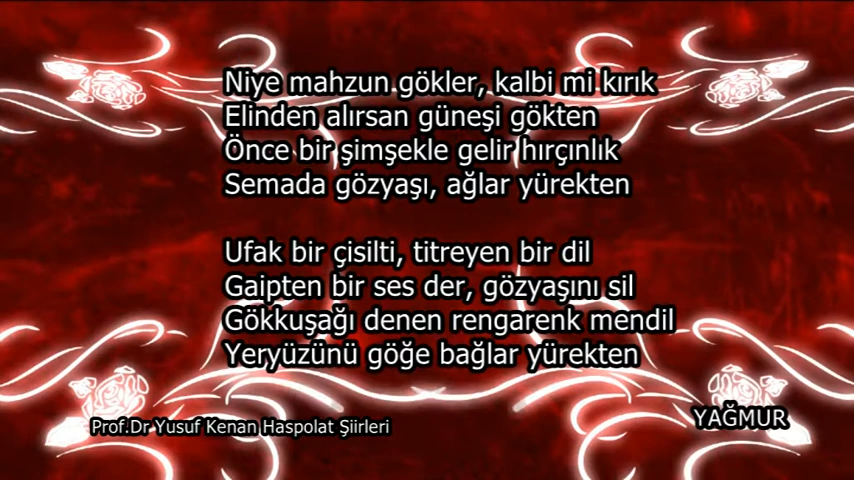 Niye mahzun gökler, kalbi mi kırık
Elinden alırsan güneşi gökten
Önce bir şimşekle gelir hırçınlık
Semada gözyaşı, ağlar yürekten
Ufak bir çisilti, titreyen bir dil
Gaipten bir ses der, gözyaşını sil
Gökkuşağı denen rengarenk mendil
Yeryüzünü göğe bağlar yürekten
Prof.Dr Yusuf Kenan Haspolat Şiirleri
YAĞMUR